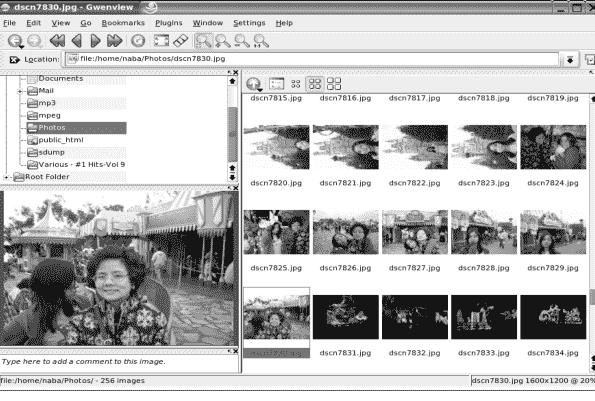 dscn7830.jpg - Gwenview
File Edit View Go Bookmarks Plugins Window Settings Help
Location: file:/home/naba/Photos/dscn7830.jpg
Documents
Mail
mp3
mpeg
Photos
public_html
sdump
Various - #1 Hits-Vol 9
Root Folder
dscn7815.jpg dscn7816.jpg dscn7817.jpg dscn7818.jpg dscn7819.jpg
dscn7820.jpg dscn7821.jpg dscn7822.jpg dscn7823.jpg dscn7824.jpg
dscn7825.jpg dscn7826.jpg dscn7827.jpg dscn7828.jpg dscn7829.jpg
dscn7830.jpg dscn7831.jpg dscn7832.jpg dscn7833.jpg dscn7834.jpg
Type here to add a comment to this image.
file:/home/naba/Photos/ - 256 images
dscn7830.jpg 1600x1200 @ 20%